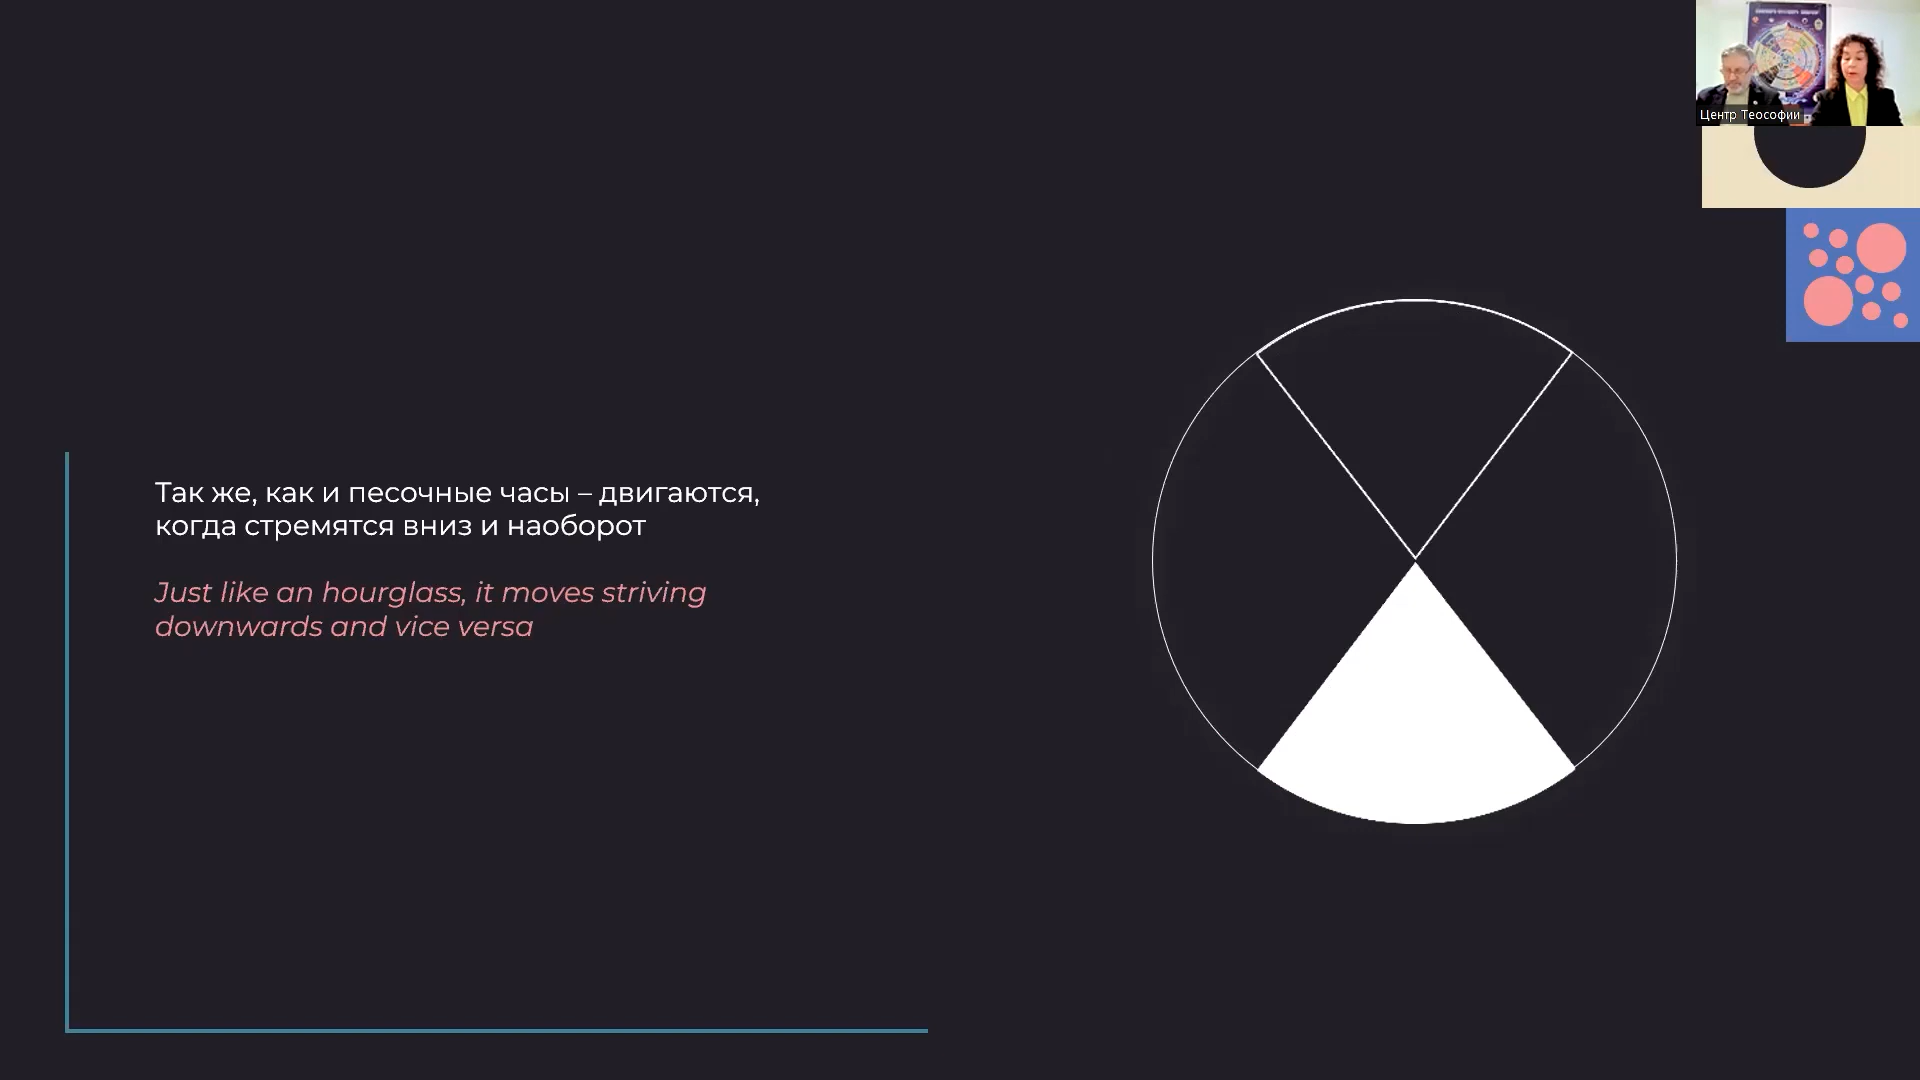 Центр Теософии
Так же, как и песочные часы – двигаются,
когда стремятся вниз и наоборот
Just like an hourglass, it moves striving
downwards and vice versa